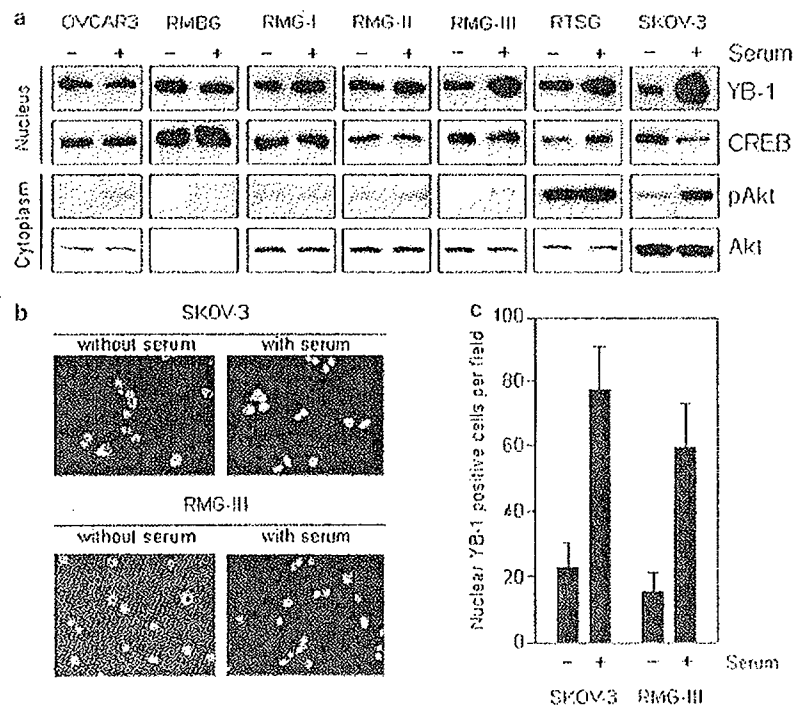 a OVCAR3 RMBG RMG-I RMG-II RMG-III RTSG SKOV-3
– + – + – + – + – + – + – + Serum
Nucleus
YB-1
CREB
Cytoplasm
pAkt
Akt
b
SKOV-3
without serum with serum
RMG-III
without serum with serum
c
Nuclear YB-1 positive cells per field
100
80
60
40
20
0
– + – + Serum
SKOV-3 RMG-III